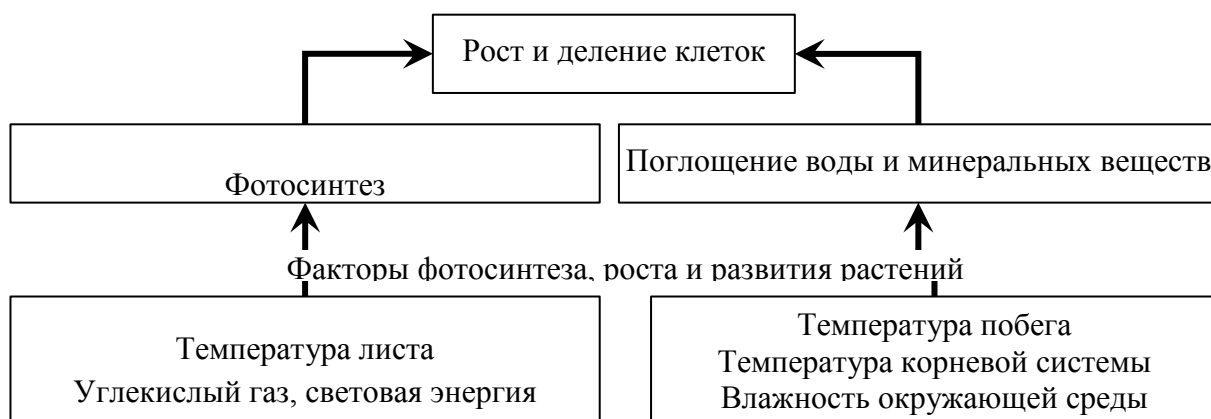 Рост и деление клеток
Фотосинтез
Поглощение воды и минеральных веществ
Факторы фотосинтеза, роста и развития растений
Температура листа
Углекислый газ, световая энергия
Температура побега
Температура корневой системы
Влажность окружающей среды